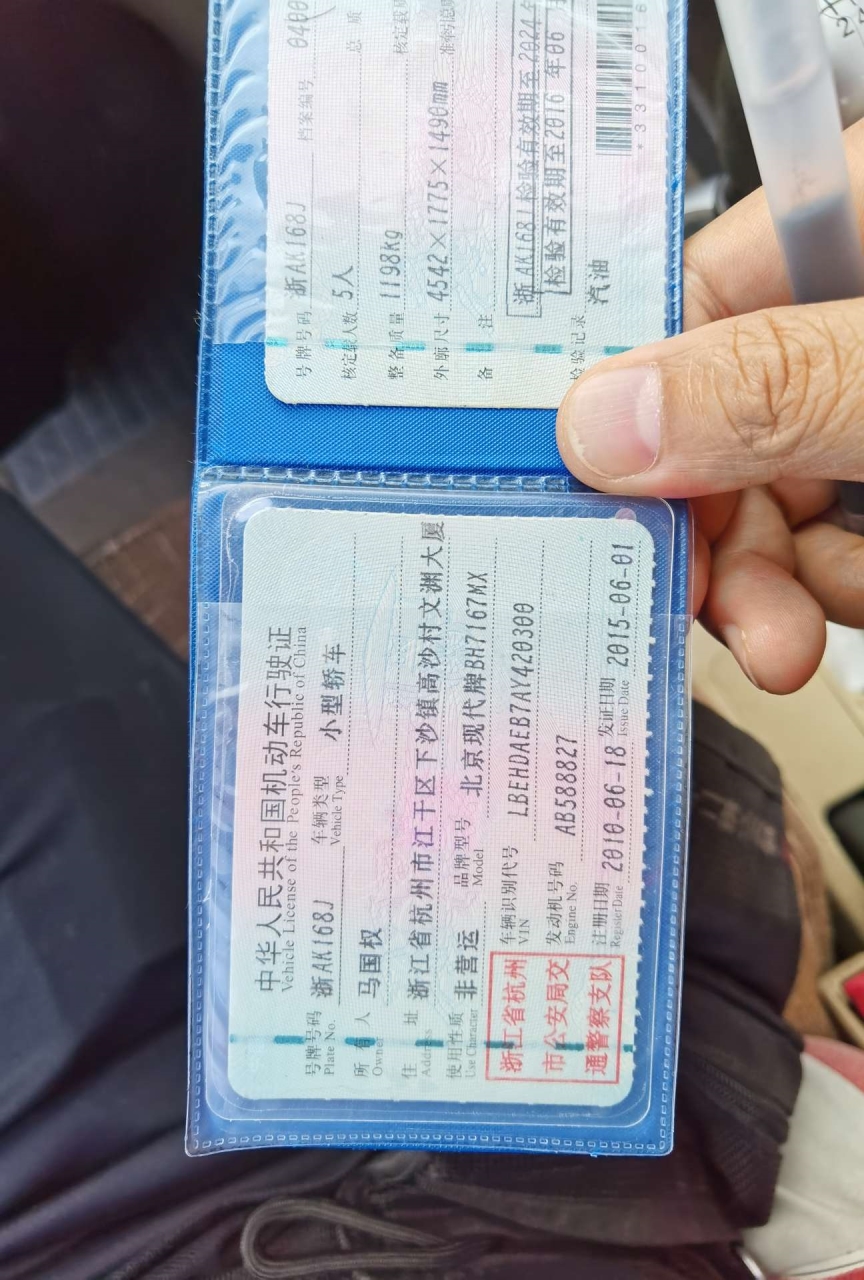 中华人民共和国机动车行驶证
Vehicle License of the People's Republic of China
号牌号码 浙AK168J 车辆类型 小型轿车
Plate No. Vehicle Type
所有人 马国权
Owner
住址 浙江省杭州市江干区下沙镇高沙村文渊大厦
Address
使用性质 非营运 品牌型号 北京现代牌BH7167MX
Use Character Model
浙江省杭州
市公安局交
通警察支队
车辆识别代号 LBEHDAEB7AY420300
VIN
发动机号码 AB588827
Engine No.
注册日期 2010-06-18 发证日期 2015-06-01
Register Date Issue Date
号牌号码 浙AK168J 档案编号 0400
核定载人数 5人 总质
整备质量 1198Kg 核定载质
外廓尺寸 4542×1775×1490mm 准牵引总质
备注
浙AK168J检验有效期至2024年
检验有效期至2016年06
检验记录 汽油
*3310016